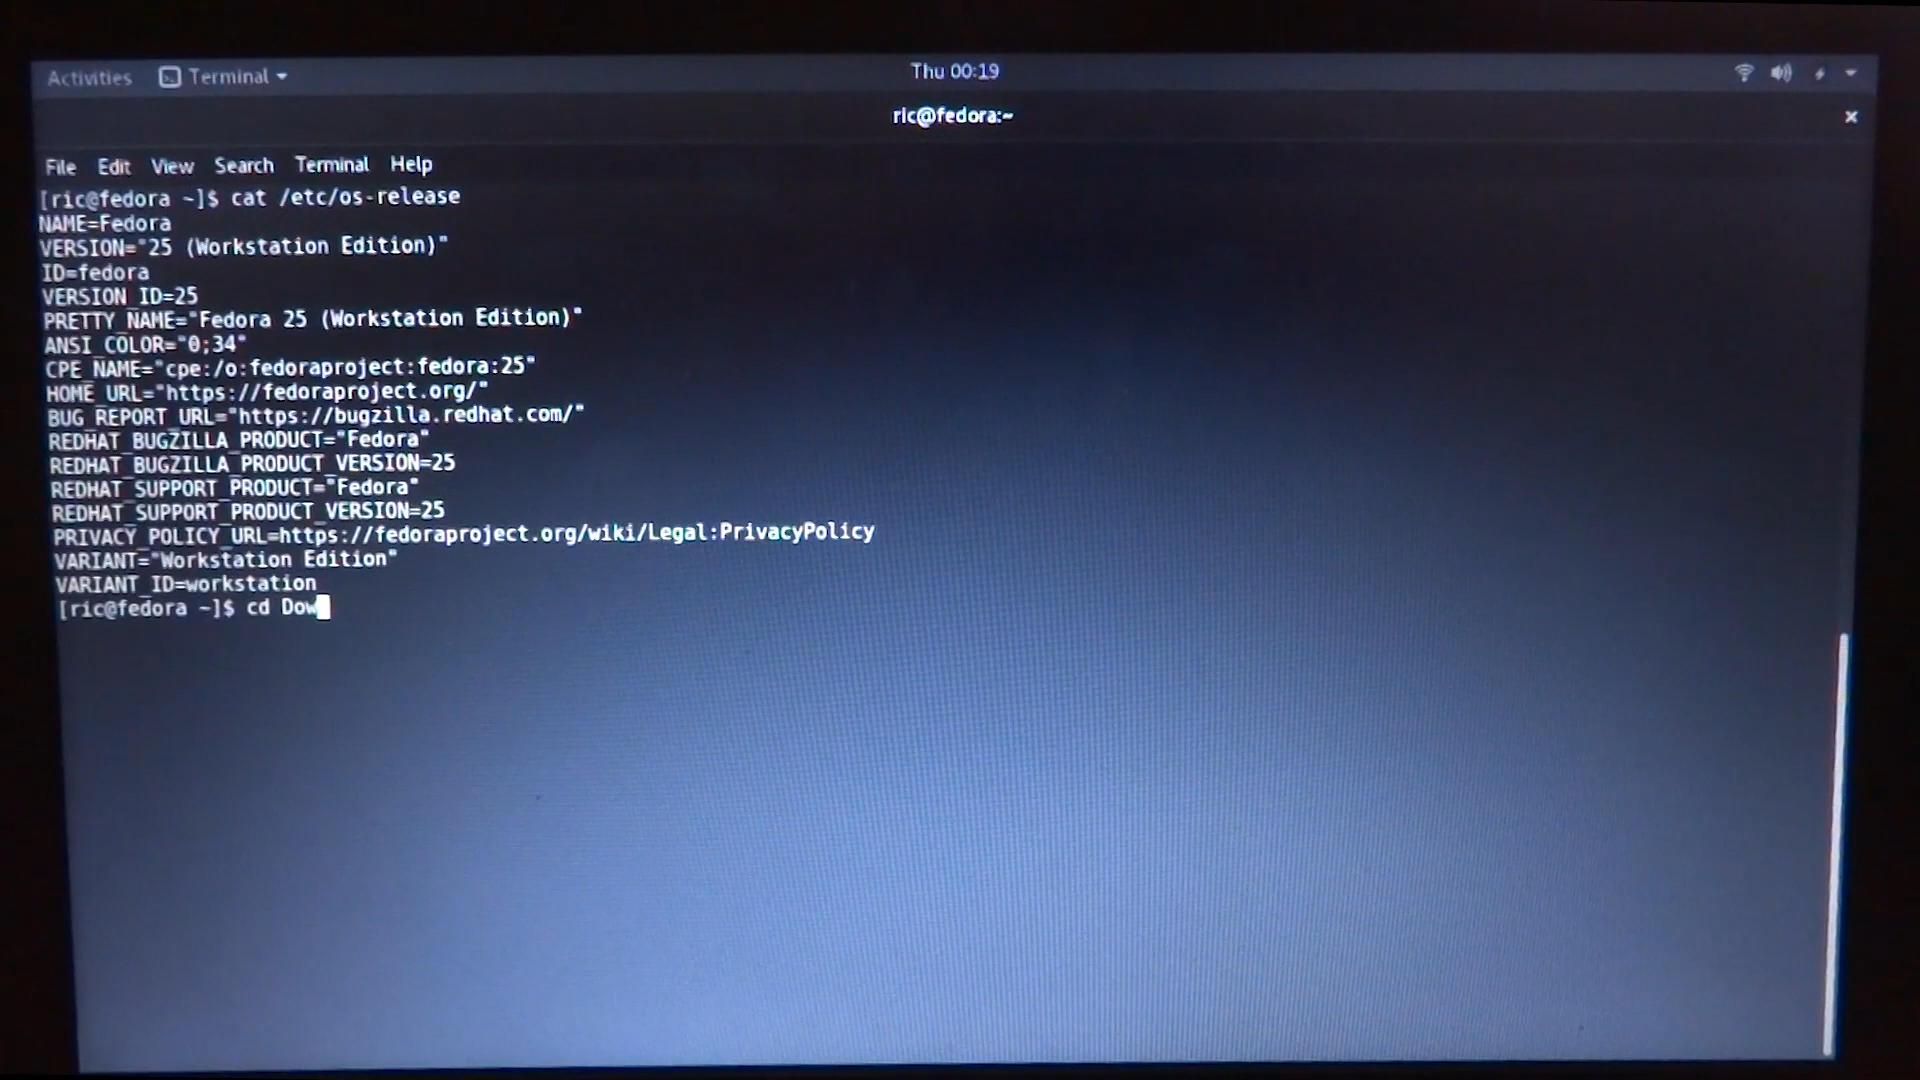 Activities Terminal Thu 00:19
ric@fedora:~
File Edit View Search Terminal Help
[ric@fedora ~]$ cat /etc/os-release
NAME=Fedora
VERSION="25 (Workstation Edition)"
ID=fedora
VERSION_ID=25
PRETTY_NAME="Fedora 25 (Workstation Edition)"
ANSI_COLOR="0;34"
CPE_NAME="cpe:/o:fedoraproject:fedora:25"
HOME_URL="https://fedoraproject.org/"
BUG_REPORT_URL="https://bugzilla.redhat.com/"
REDHAT_BUGZILLA_PRODUCT="Fedora"
REDHAT_BUGZILLA_PRODUCT_VERSION=25
REDHAT_SUPPORT_PRODUCT="Fedora"
REDHAT_SUPPORT_PRODUCT_VERSION=25
PRIVACY_POLICY_URL=https://fedoraproject.org/wiki/Legal:PrivacyPolicy
VARIANT="Workstation Edition"
VARIANT_ID=workstation
[ric@fedora ~]$ cd Dow